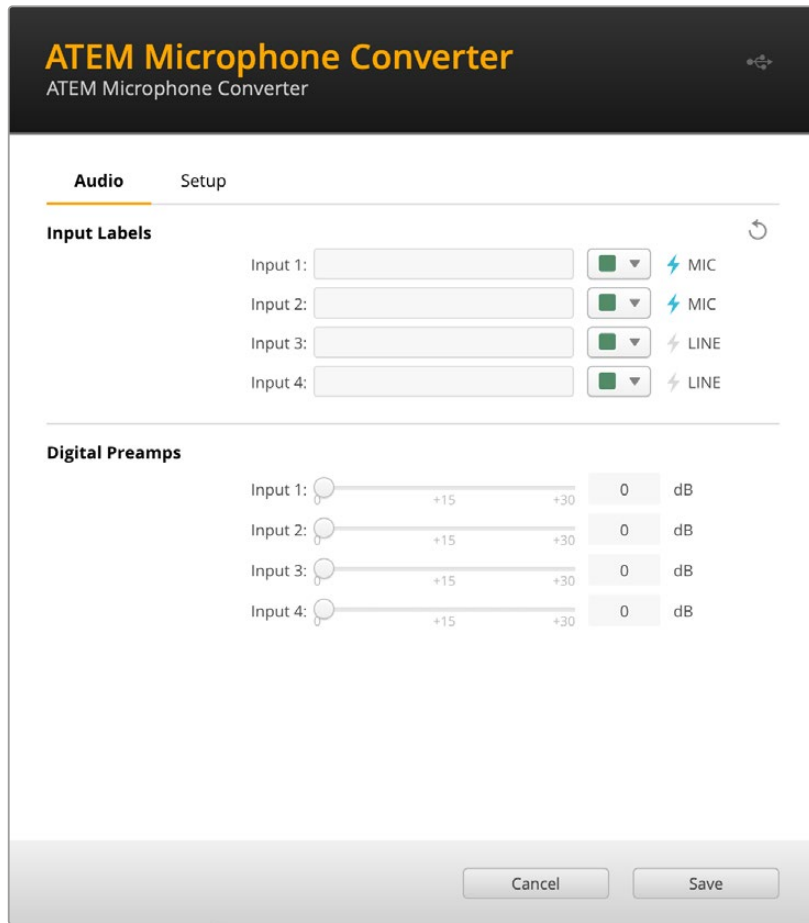 ATEM Microphone Converter
ATEM Microphone Converter
Audio Setup
Input Labels
Input 1: MIC
Input 2: MIC
Input 3: LINE
Input 4: LINE
Digital Preamps
Input 1: 0 dB
0 +15 +30
Input 2: 0 dB
0 +15 +30
Input 3: 0 dB
0 +15 +30
Input 4: 0 dB
0 +15 +30
Cancel Save